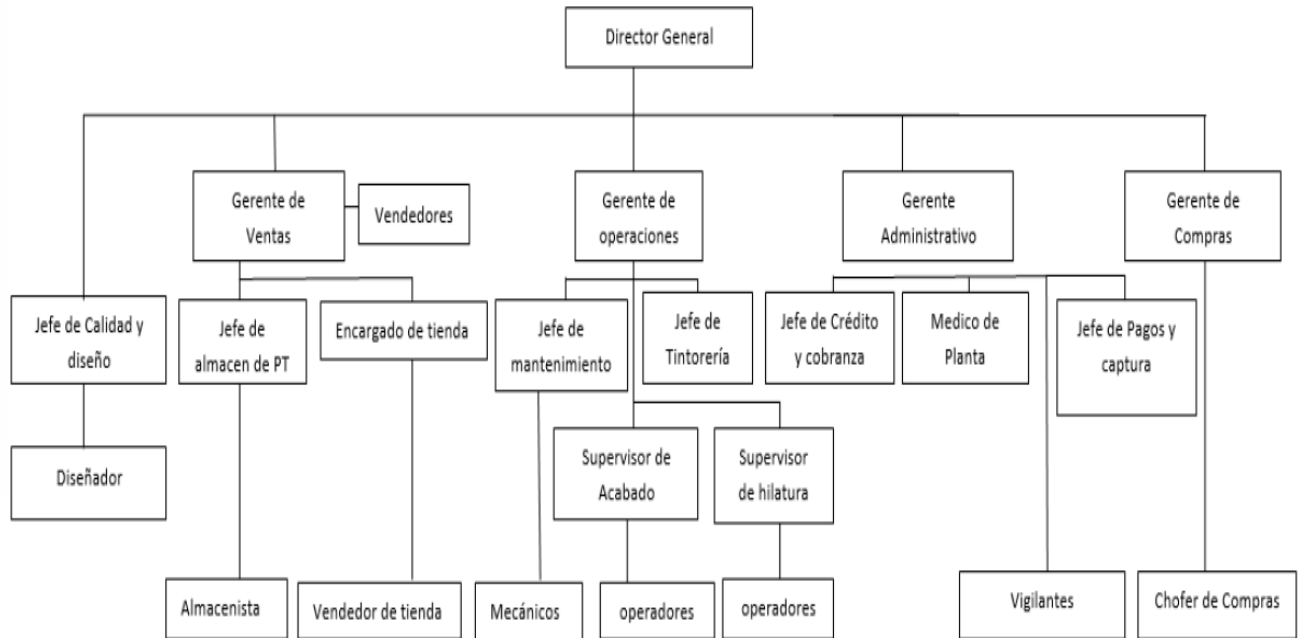 Director General
Gerente de
Ventas
Vendedores
Gerente de
operaciones
Gerente
Administrativo
Gerente de
Compras
Jefe de Calidad y
diseño
Jefe de
almacen de PT
Encargado de tienda
Jefe de
mantenimiento
Jefe de
Tintorería
Jefe de Crédito
y cobranza
Medico de
Planta
Jefe de Pagos y
captura
Diseñador
Supervisor de
Acabado
Supervisor
de hilatura
Almacenista
Vendedor de tienda
Mecánicos
operadores
operadores
Vigilantes
Chofer de Compras